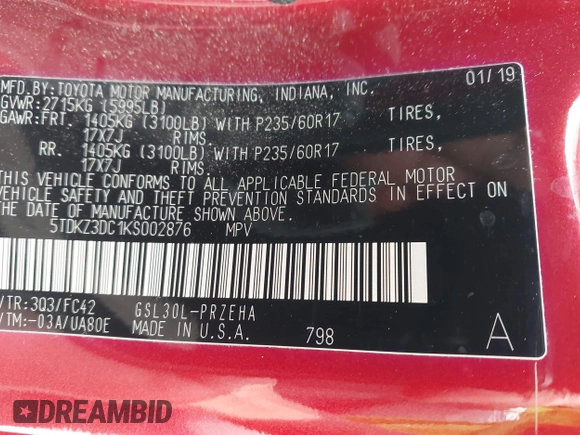 MFD.BY:TOYOTA MOTOR MANUFACTURING, INDIANA, INC. 01/19
GVWR:2715KG (5995LB)
GAWR:FRT. 1405KG (3100LB) WITH P235/60R17 TIRES,
17X7J RIMS,
RR. 1405KG (3100LB) WITH P235/60R17 TIRES,
17X7J RIMS.
THIS VEHICLE CONFORMS TO ALL APPLICABLE FEDERAL MOTOR
VEHICLE SAFETY AND THEFT PREVENTION STANDARDS IN EFFECT ON
THE DATE OF MANUFACTURE SHOWN ABOVE.
5TDKZ3DC1KS002876 MPV
/TR:303/FC42 GSL30L-PRZEHA
/TM:-03A/UA80E MADE IN U.S.A. 798 A
DREAMBID